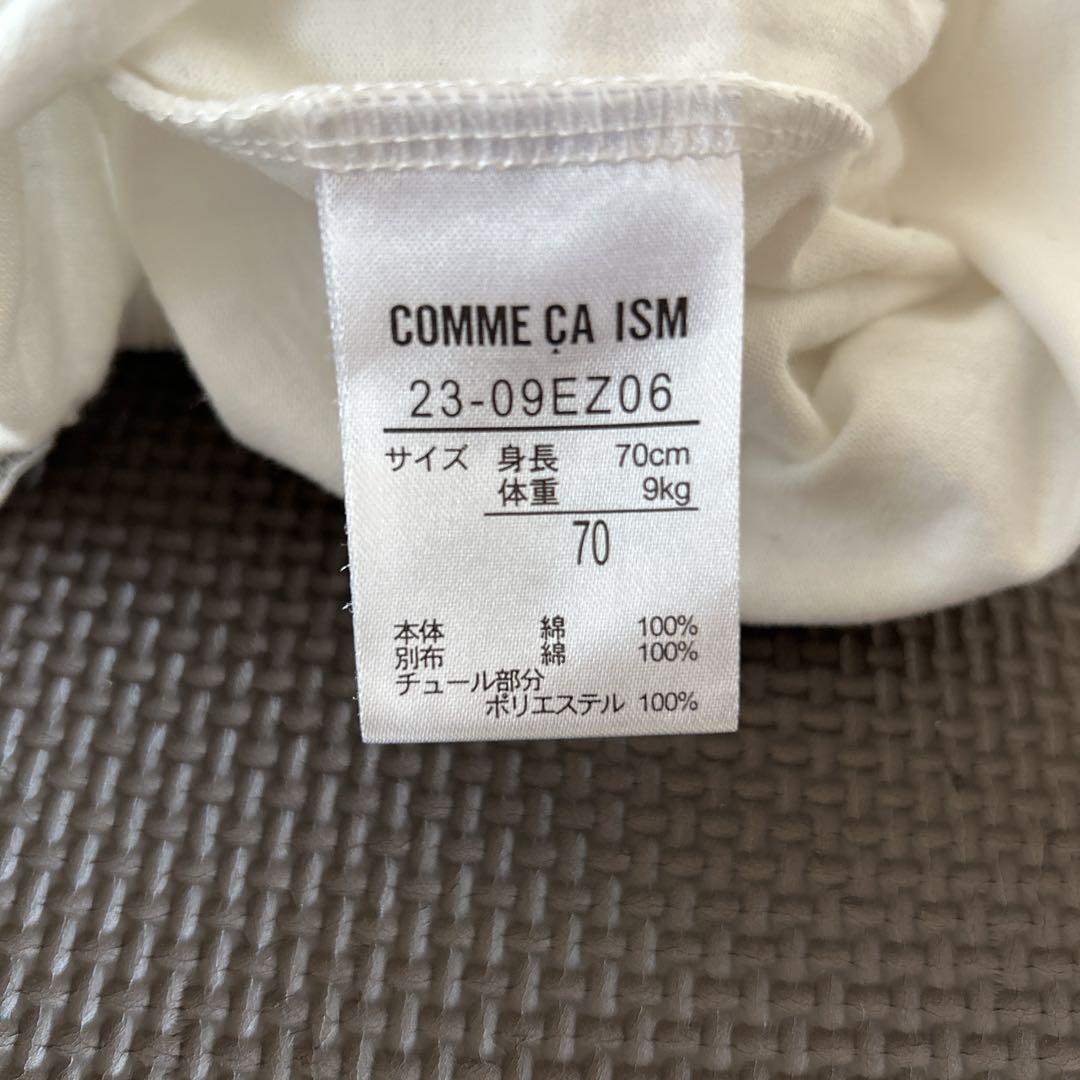 COMME ÇA ISM
23-09EZ06
サイズ 身長 70cm
体重 9kg
70
本体 綿 100%
別布 綿 100%
チュール部分
ポリエステル 100%